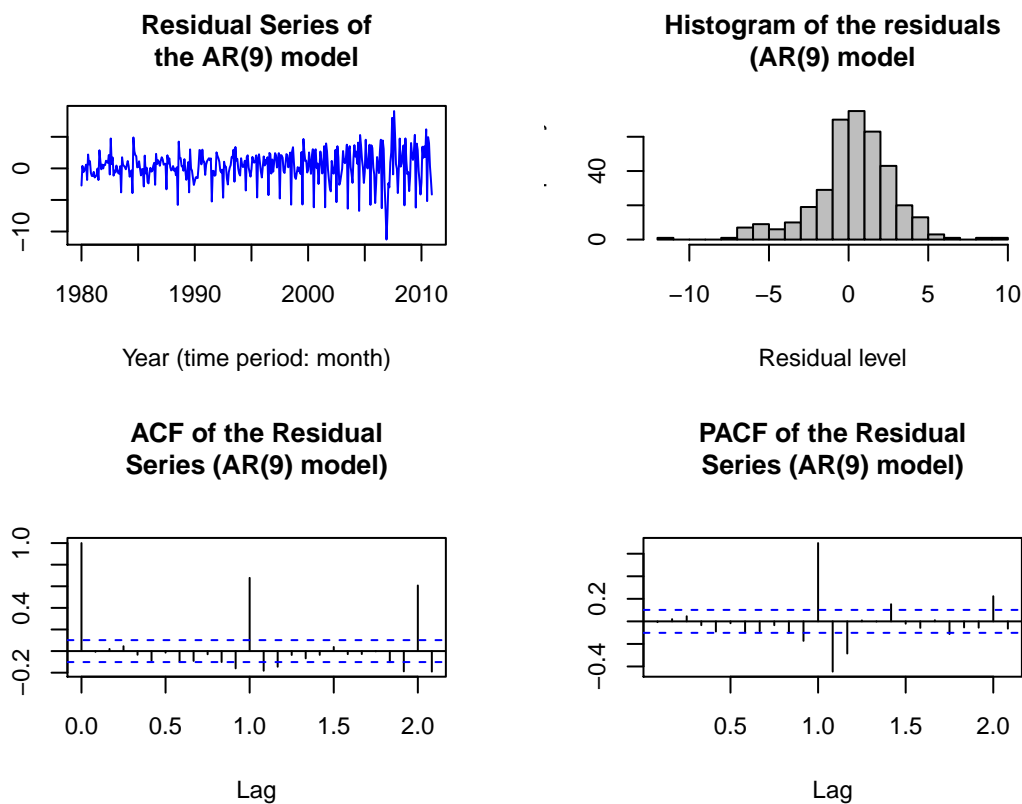 Residual Series of
the AR(9) model
0
−10
1980 1990 2000 2010
Year (time period: month)
Histogram of the residuals
(AR(9) model
40
0
−10 −5 0 5 10
Residual level
ACF of the Residual
Series (AR(9) model)
1.0
0.4
−0.2
0.0 0.5 1.0 1.5 2.0
Lag
PACF of the Residual
Series (AR(9) model)
0.2
−0.4
0.5 1.0 1.5 2.0
Lag